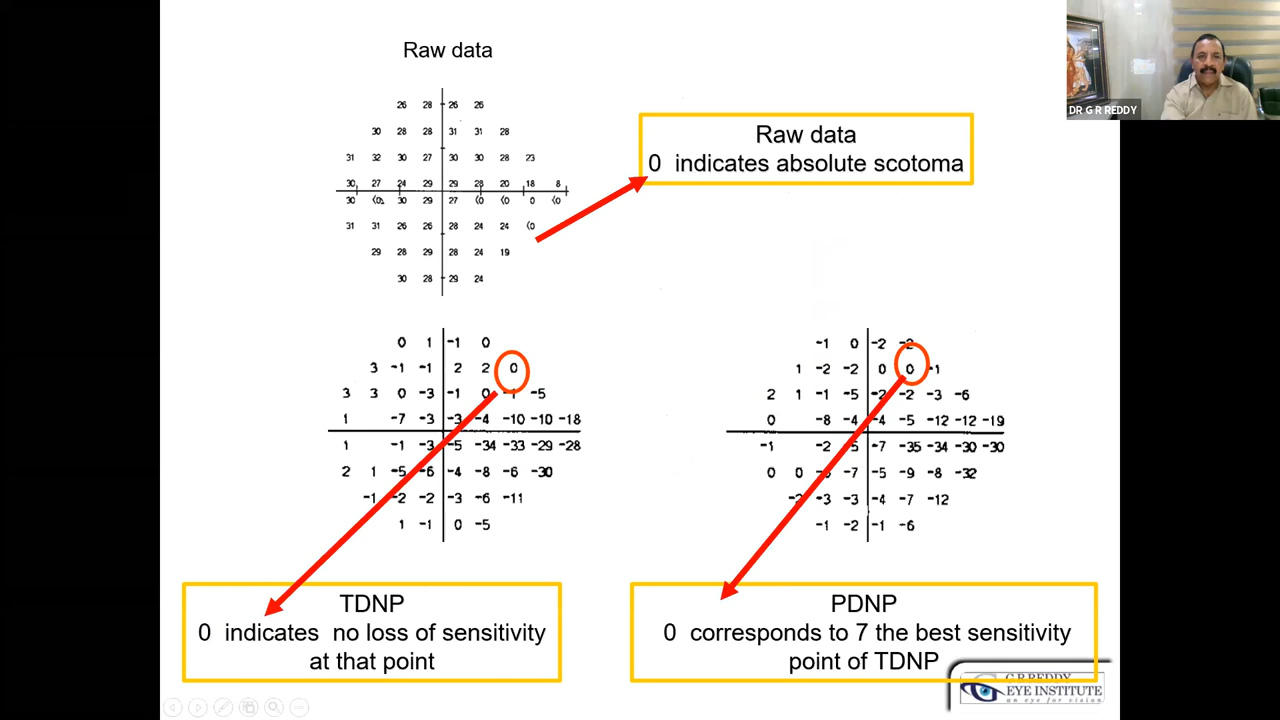 Raw data
DR G R REDDY
26 28 26 26
30 28 28 31 31 28
31 32 30 27 30 30 28 23
30 27 24 29 29 28 20 18 8
30 <0 30 29 27 <0 <0 0 <0
31 31 26 26 28 24 24 <0
29 28 29 28 24 19
30 28 29 24
Raw data
0 indicates absolute scotoma
0 1 -1 0
3 -1 -1 2 2 0
3 3 0 -3 -1 0 -1 -5
1 -7 -3 -3 -4 -10 -10 -18
1 -1 -3 -5 -34 -33 -29 -28
2 1 -5 -6 -4 -8 -6 -30
-1 -2 -2 -3 -6 -11
1 -1 0 -5
-1 0 -2 -2
1 -2 -2 0 0 -1
2 1 -1 -5 -2 -2 -3 -6
0 -8 -4 -4 -5 -12 -12 -19
-1 -2 -5 -7 -35 -34 -30 -30
0 0 -7 -5 -9 -8 -32
-2 -3 -3 -4 -7 -12
-1 -2 -1 -6
TDNP
0 indicates no loss of sensitivity
at that point
PDNP
0 corresponds to 7 the best sensitivity
point of TDNP
G R REDDY
EYE INSTITUTE
an eye for vision